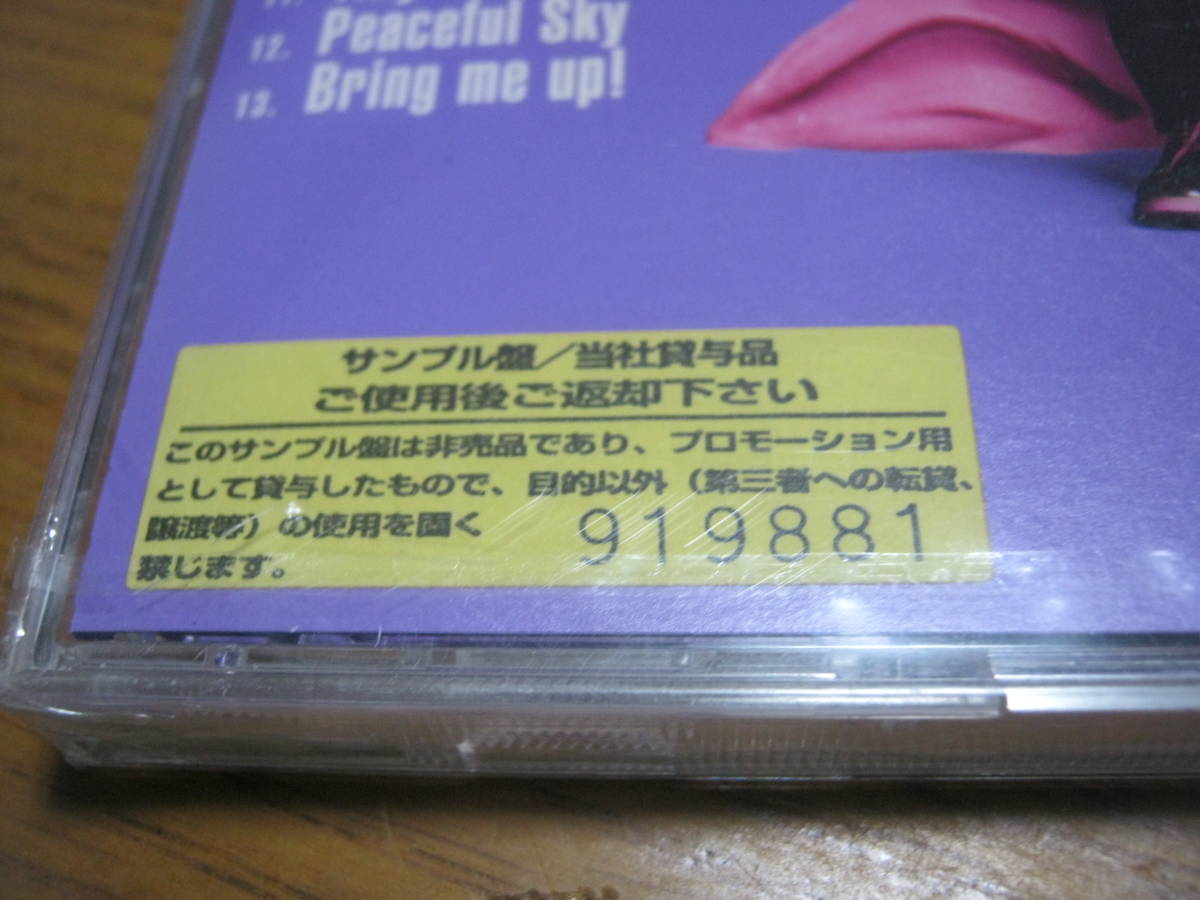 11.
12. Peaceful Sky
13. Bring me up!
サンプル盤／当社貸与品
ご使用後ご返却下さい
このサンプル盤は非売品であり、プロモーション用
として貸与したもので、目的以外（第三者への転貸、
譲渡等）の使用を固く
禁じます。
919881